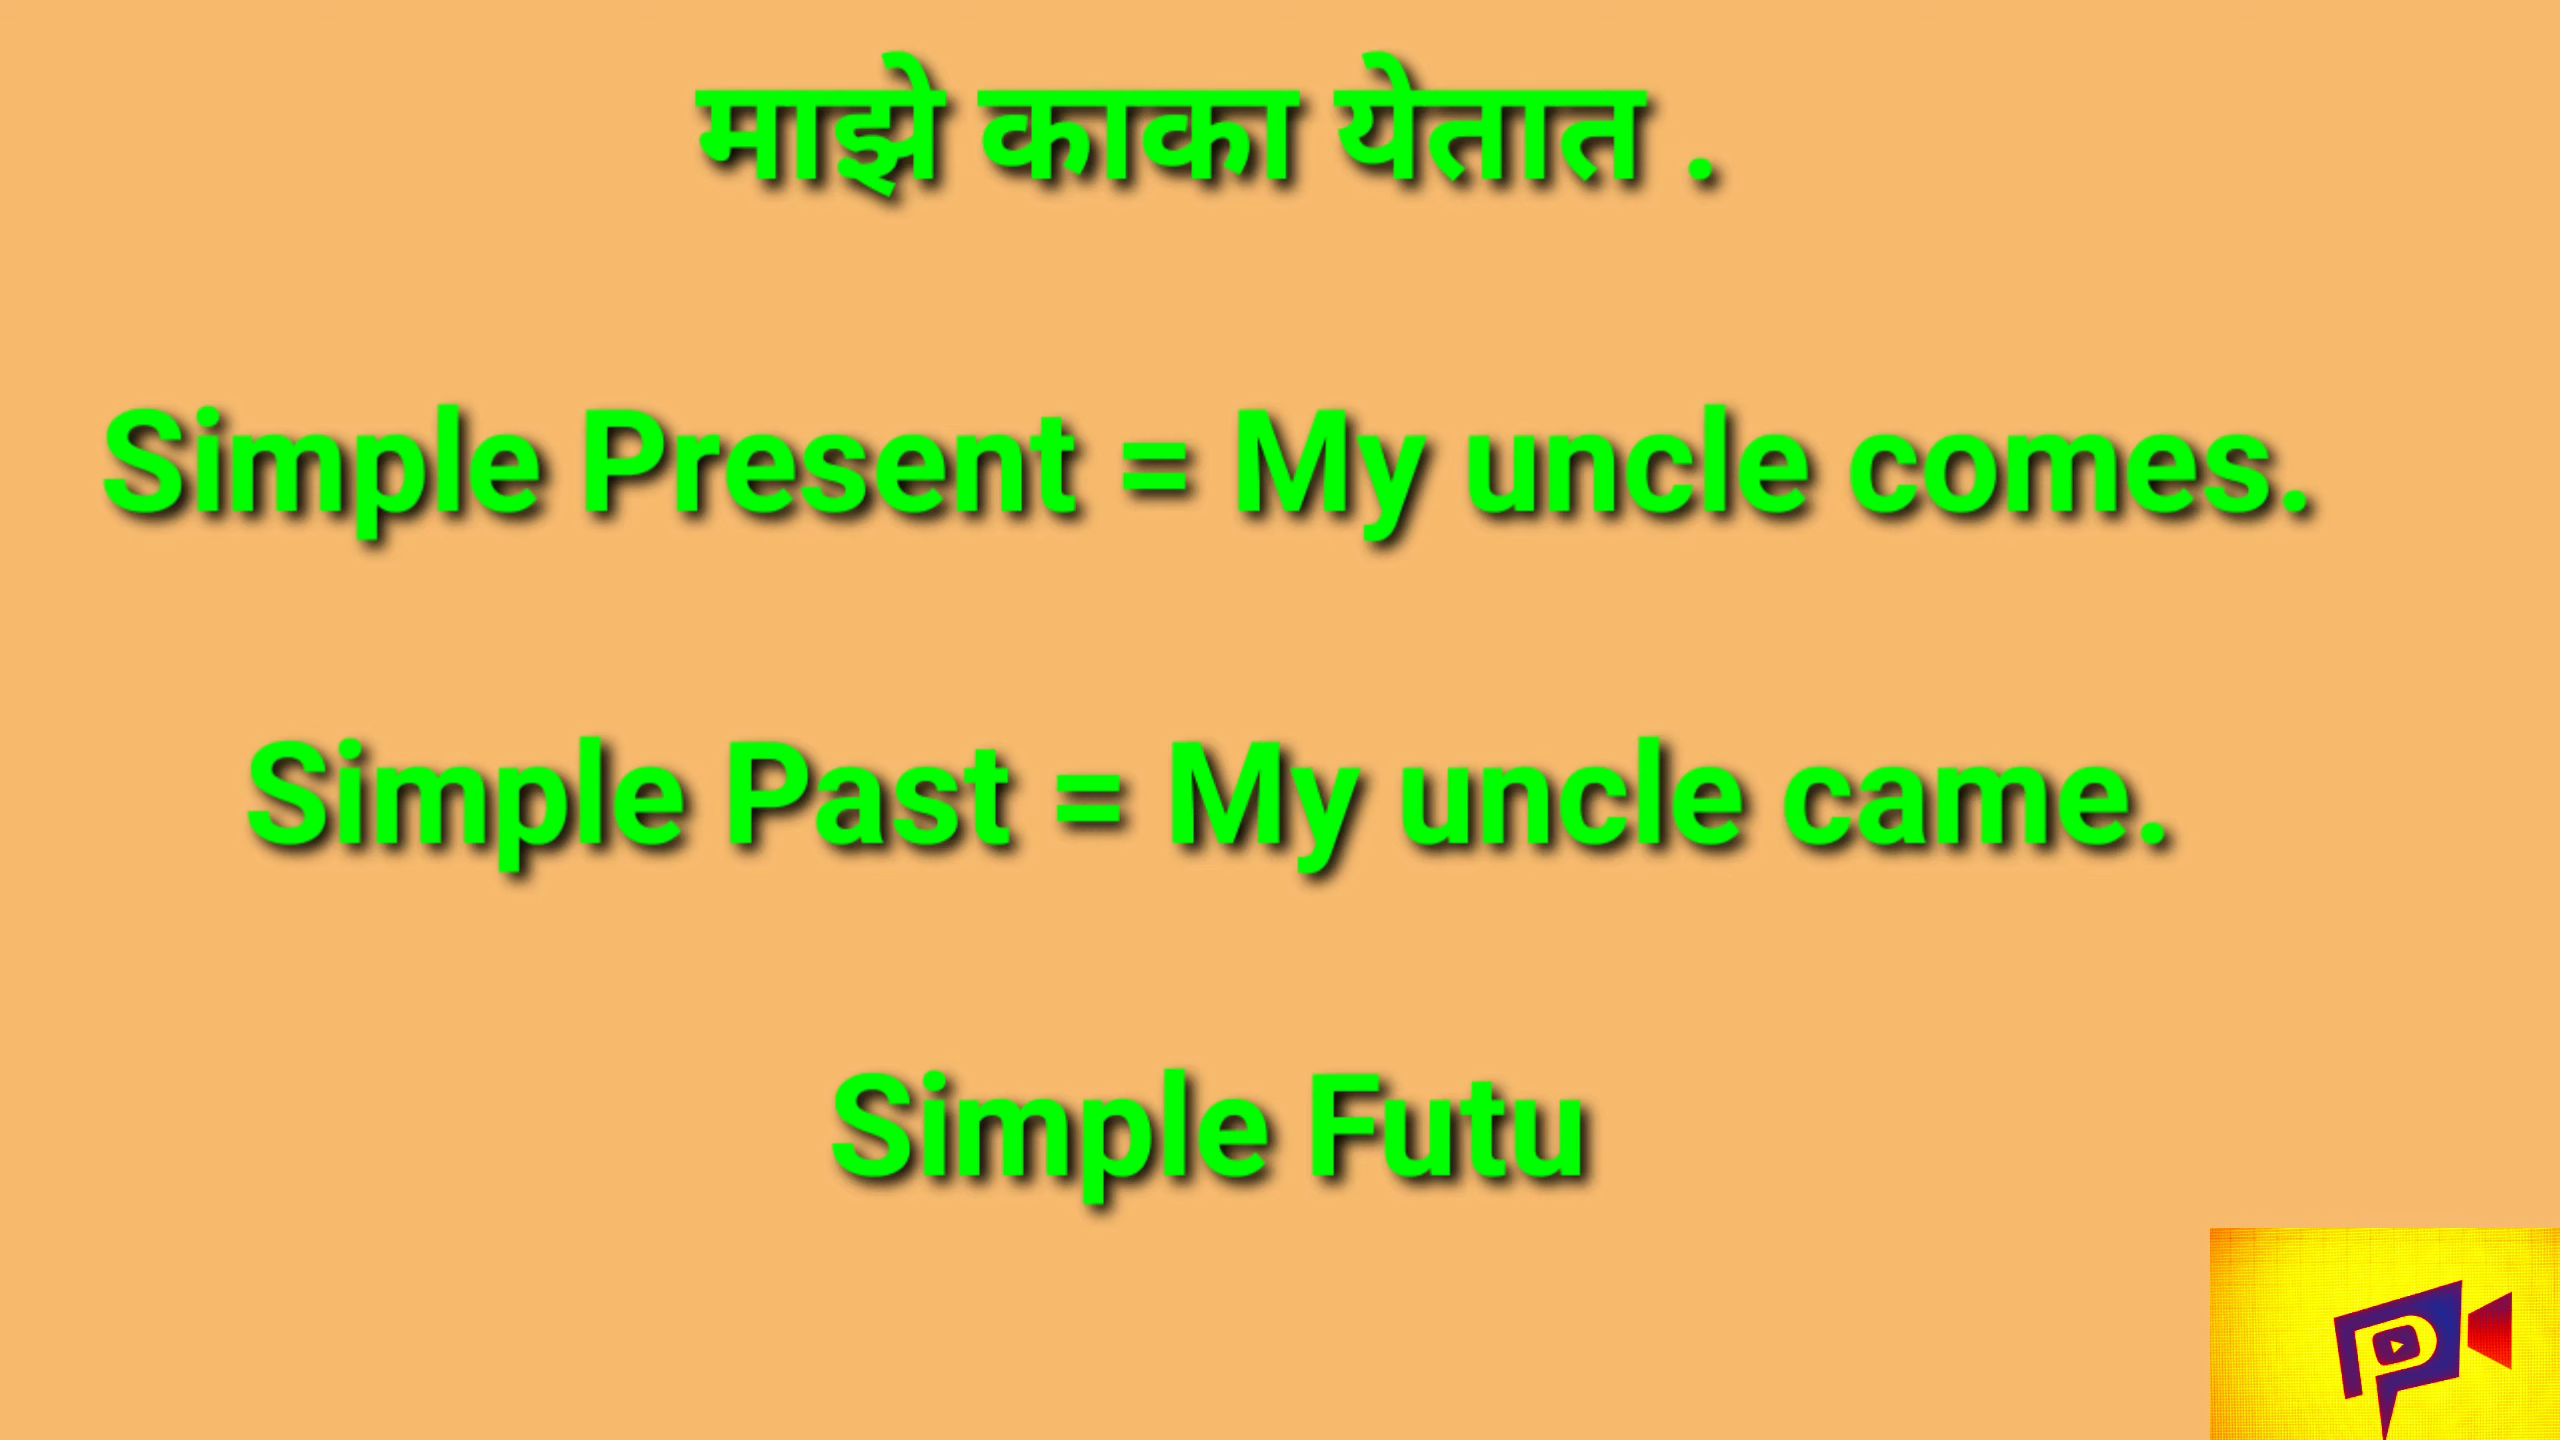 माझे काका येतात .
Simple Present = My uncle comes.
Simple Past = My uncle came.
Simple Futu